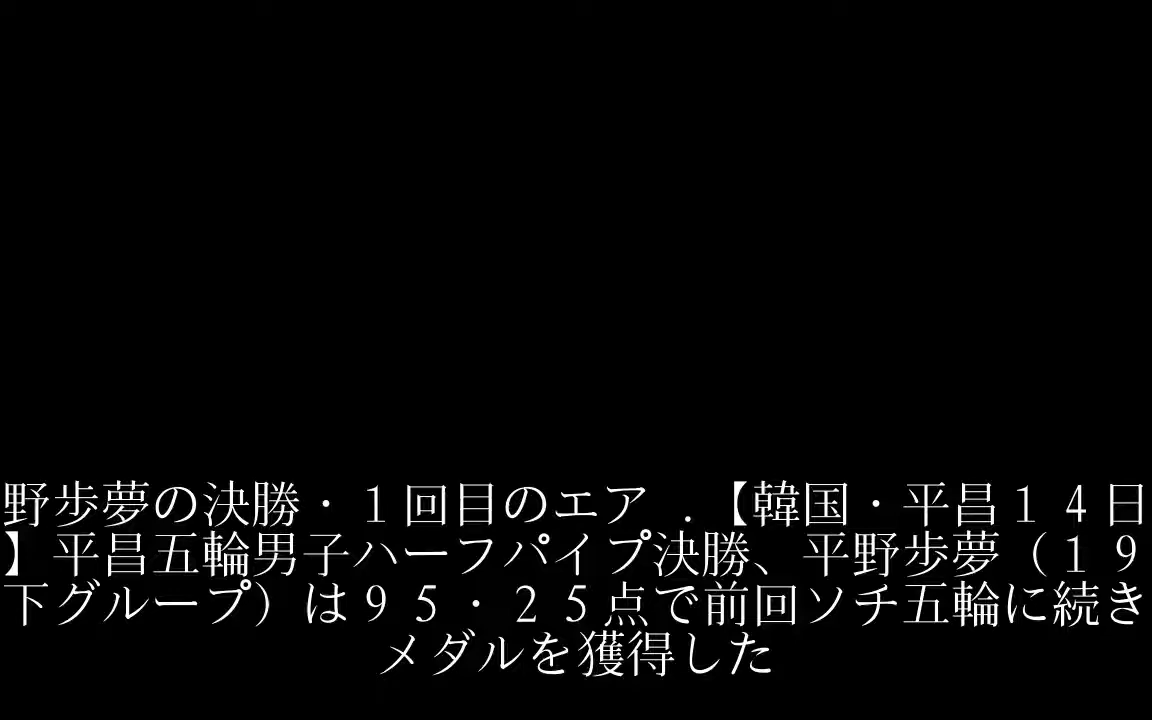 野歩夢の決勝・１回目のエア .【韓国・平昌１４日
】平昌五輪男子ハーフパイプ決勝、平野歩夢（１９
下グループ）は９５・２５点で前回ソチ五輪に続き
メダルを獲得した